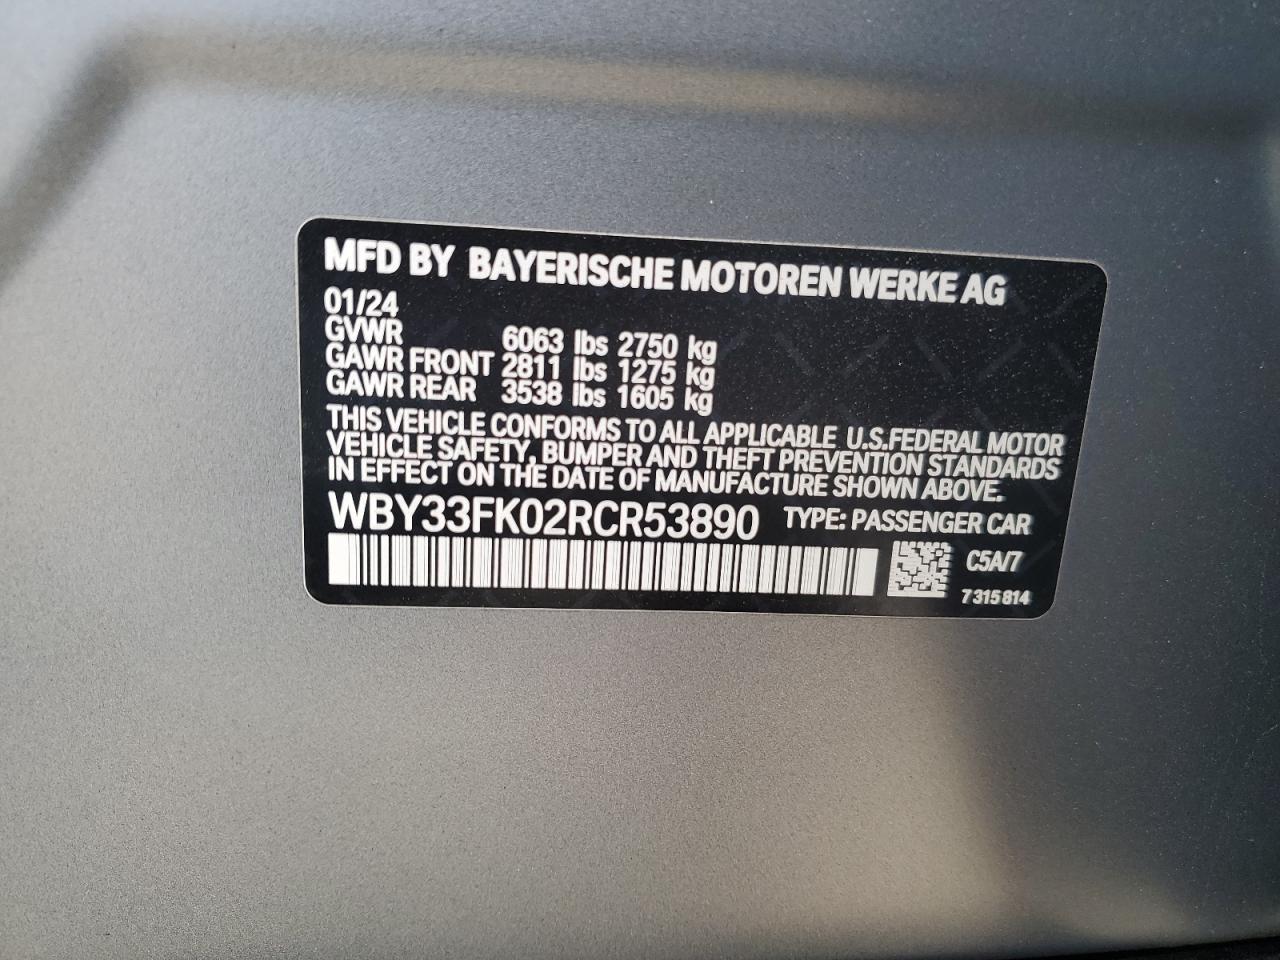 MFD BY BAYERISCHE MOTOREN WERKE AG
01/24
GVWR 6063 lbs 2750 kg
GAWR FRONT 2811 lbs 1275 kg
GAWR REAR 3538 lbs 1605 kg
THIS VEHICLE CONFORMS TO ALL APPLICABLE U.S.FEDERAL MOTOR
VEHICLE SAFETY, BUMPER AND THEFT PREVENTION STANDARDS
IN EFFECT ON THE DATE OF MANUFACTURE SHOWN ABOVE.
WBY33FK02RCR53890 TYPE: PASSENGER CAR
C5A/7
7 315 814